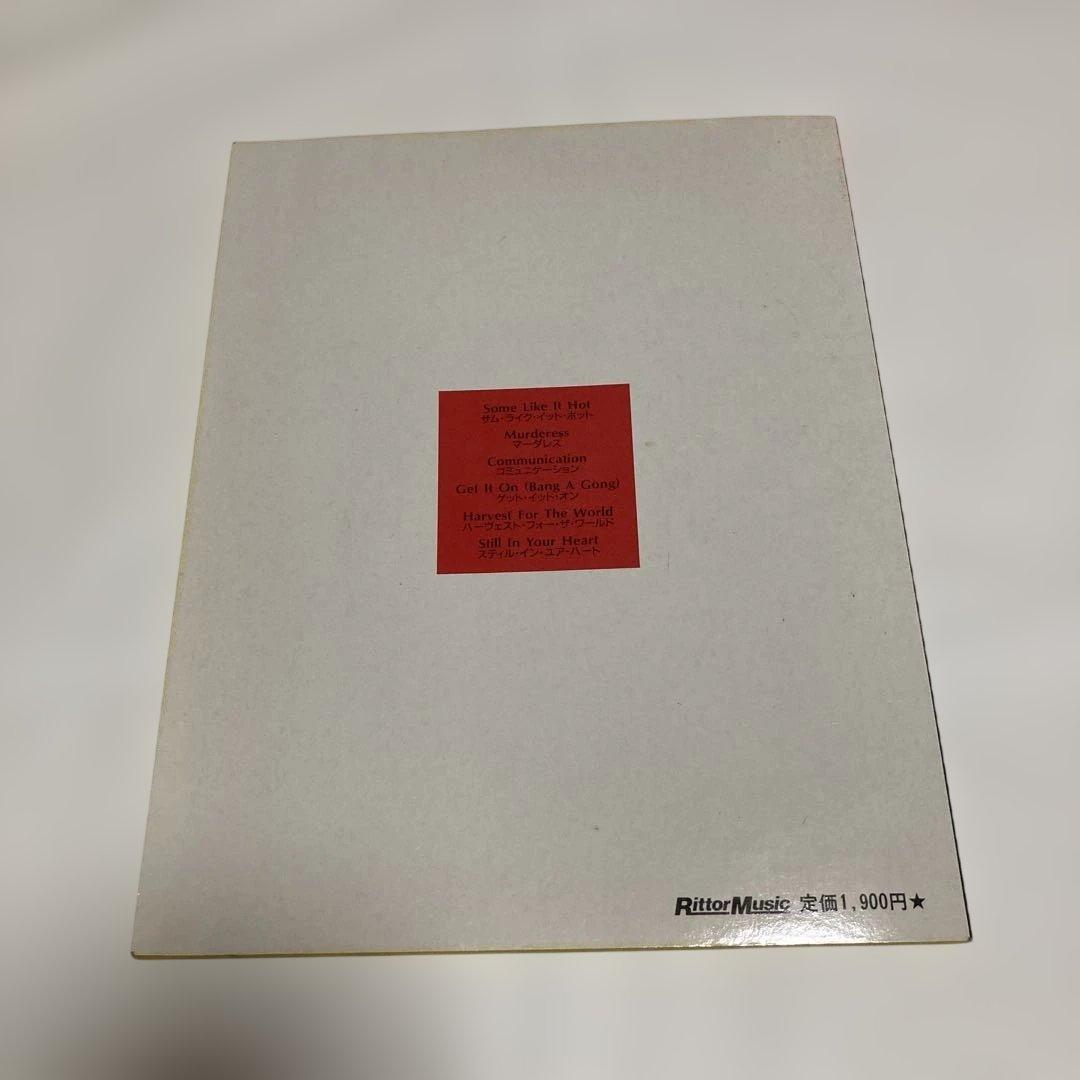 Some Like It Hot
サム・ライク・イット・ホット
Murderess
マーダレス
Communication
コミュニケーション
Get It On (Bang A Gong)
ゲット・イット・オン
Harvest For The World
ハーヴェスト・フォー・ザ・ワールド
Still In Your Heart
スティル・イン・ユア・ハート
RittorMusic 定価1,900円★